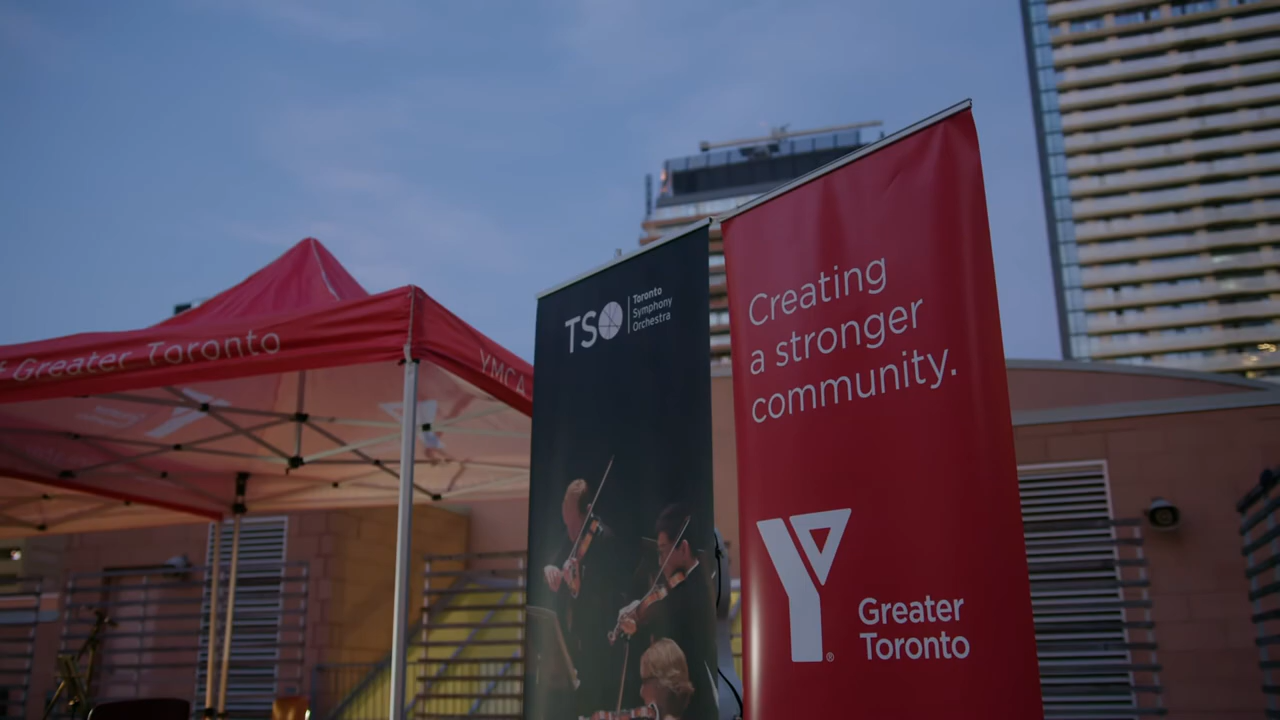 Greater Toronto
YMCA
TSO
Toronto
Symphony
Orchestra
Creating
a stronger
community.
Y
®
Greater
Toronto